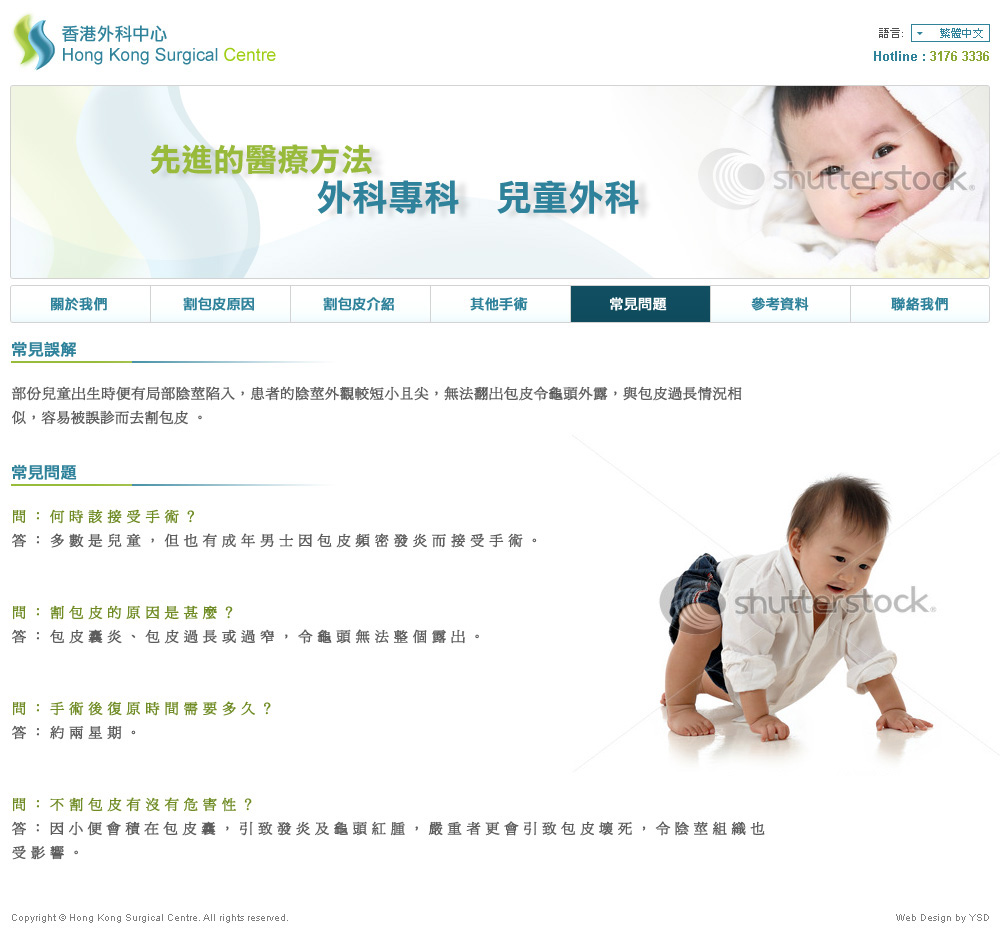 香港外科中心
Hong Kong Surgical Centre
語言: 繁體中文
Hotline : 3176 3336
先進的醫療方法
外科專科 兒童外科
shutterstock.
關於我們 割包皮原因 割包皮介紹 其他手術 常見問題 參考資料 聯絡我們
常見誤解
部份兒童出生時便有局部陰莖陷入，患者的陰莖外觀較短小且尖，無法翻出包皮令龜頭外露，與包皮過長情況相
似，容易被誤診而去割包皮 。
常見問題
問：何時該接受手術？
答：多數是兒童，但也有成年男士因包皮頻密發炎而接受手術。
問：割包皮的原因是甚麼？
答：包皮囊炎、包皮過長或過窄，令龜頭無法整個露出。
shutterstock.
問：手術後復原時間需要多久？
答：約兩星期。
問：不割包皮有沒有危害性？
答：因小便會積在包皮囊，引致發炎及龜頭紅腫，嚴重者更會引致包皮壞死，令陰莖組織也
受影響。
Copyright © Hong Kong Surgical Centre. All rights reserved.
Web Design by YSD